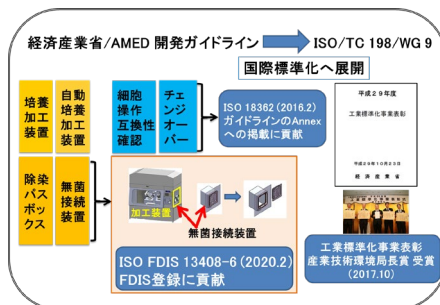 経済産業省/AMED 開発ガイドライン
ISO/TC 198/WG 9
国際標準化へ展開
培養
加工
装置
自動
培養
加工
装置
細胞
操作
互換性
確認
チェ
ンジ
オー
バー
ISO 18362 (2016.2)
ガイドラインのAnnex
への掲載に貢献
平成29年度
工業標準化事業表彰
平成29年10月23日
経済産業省
除染
パス
ボックス
無菌
接続
装置
加工装置
無菌接続装置
ISO FDIS 13408-6 (2020.2)
FDIS登録に貢献
工業標準化事業表彰
産業技術環境局長賞 受賞
(2017.10)